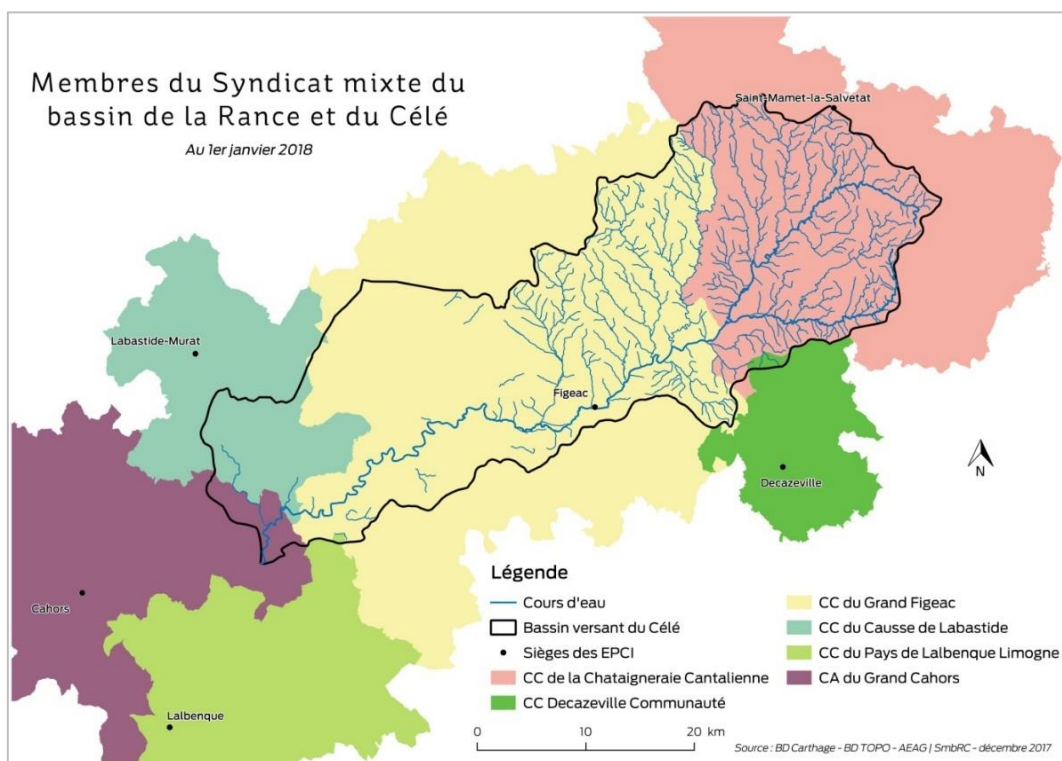 Membres du Syndicat mixte du
bassin de la Rance et du Célé
Au 1er janvier 2018
Saint-Mamet-la-Salvetat
Labastide-Murat
Figeac
Decazeville
N
Cahors
Lalbenque
Légende
Cours d'eau
Bassin versant du Célé
Sièges des EPCI
CC de la Chataigneraie Cantalienne
CC Decazeville Communauté
CC du Grand Figeac
CC du Causse de Labastide
CC du Pays de Lalbenque Limogne
CA du Grand Cahors
0 10 20 km
Source : BD Carthage - BD TOPO - AEAG | SmbRC - décembre 2017